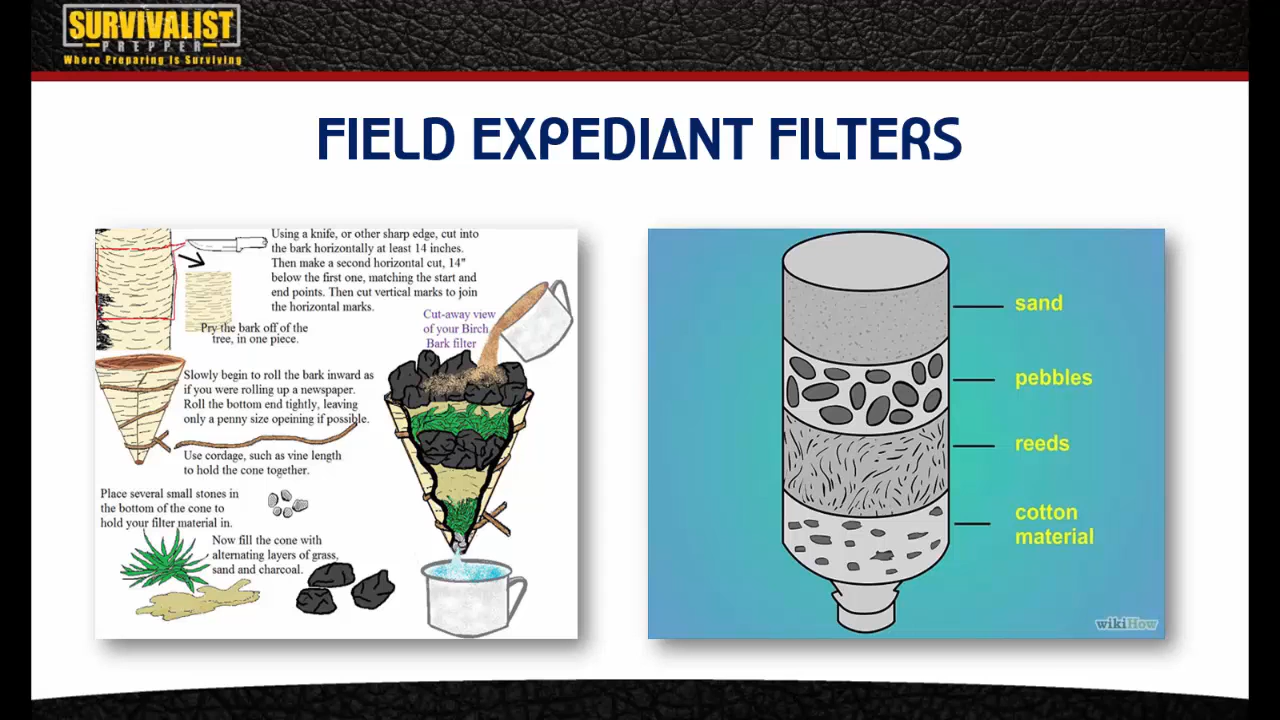 SURVIVALIST
PREPPER
Where Preparing Is Surviving
FIELD EXPEDIANT FILTERS
Using a knife, or other sharp edge, cut into
the bark horizontally at least 14 inches.
Then make a second horizontal cut, 14"
below the first one, matching the start and
end points. Then cut vertical marks to join
the horizontal marks.
Pry the bark off of the
tree, in one piece.
Cut-away view
of your Birch
Bark filter
Slowly begin to roll the bark inward as
if you were rolling up a newspaper.
Roll the bottom end tightly, leaving
only a penny size opeining if possible.
Use cordage, such as vine length
to hold the cone together.
Place several small stones in
the bottom of the cone to
hold your filter material in.
Now fill the cone with
alternating layers of grass,
sand and charcoal.
sand
pebbles
reeds
cotton
material
wikiHow